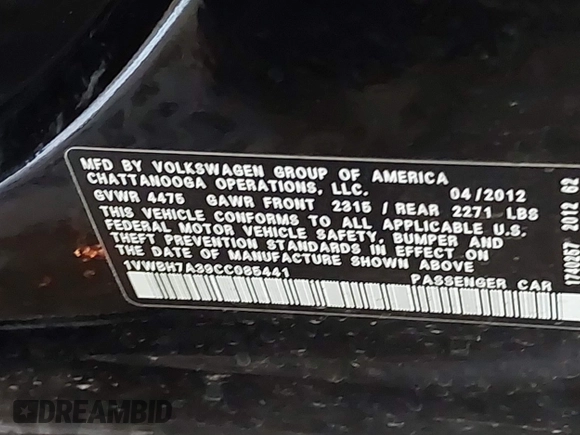 MFD BY VOLKSWAGEN GROUP OF AMERICA
CHATTANOOGA OPERATIONS, LLC. 04/2012
GVWR 4475 GAWR FRONT 2315 / REAR 2271 LBS
THIS VEHICLE CONFORMS TO ALL APPLICABLE U.S.
FEDERAL MOTOR VEHICLE SAFETY, BUMPER AND
THEFT PREVENTION STANDARDS IN EFFECT ON
THE DATE OF MANUFACTURE SHOWN ABOVE
1VWBH7A39CC085441 PASSENGER CAR
2012 62
DREAMBID